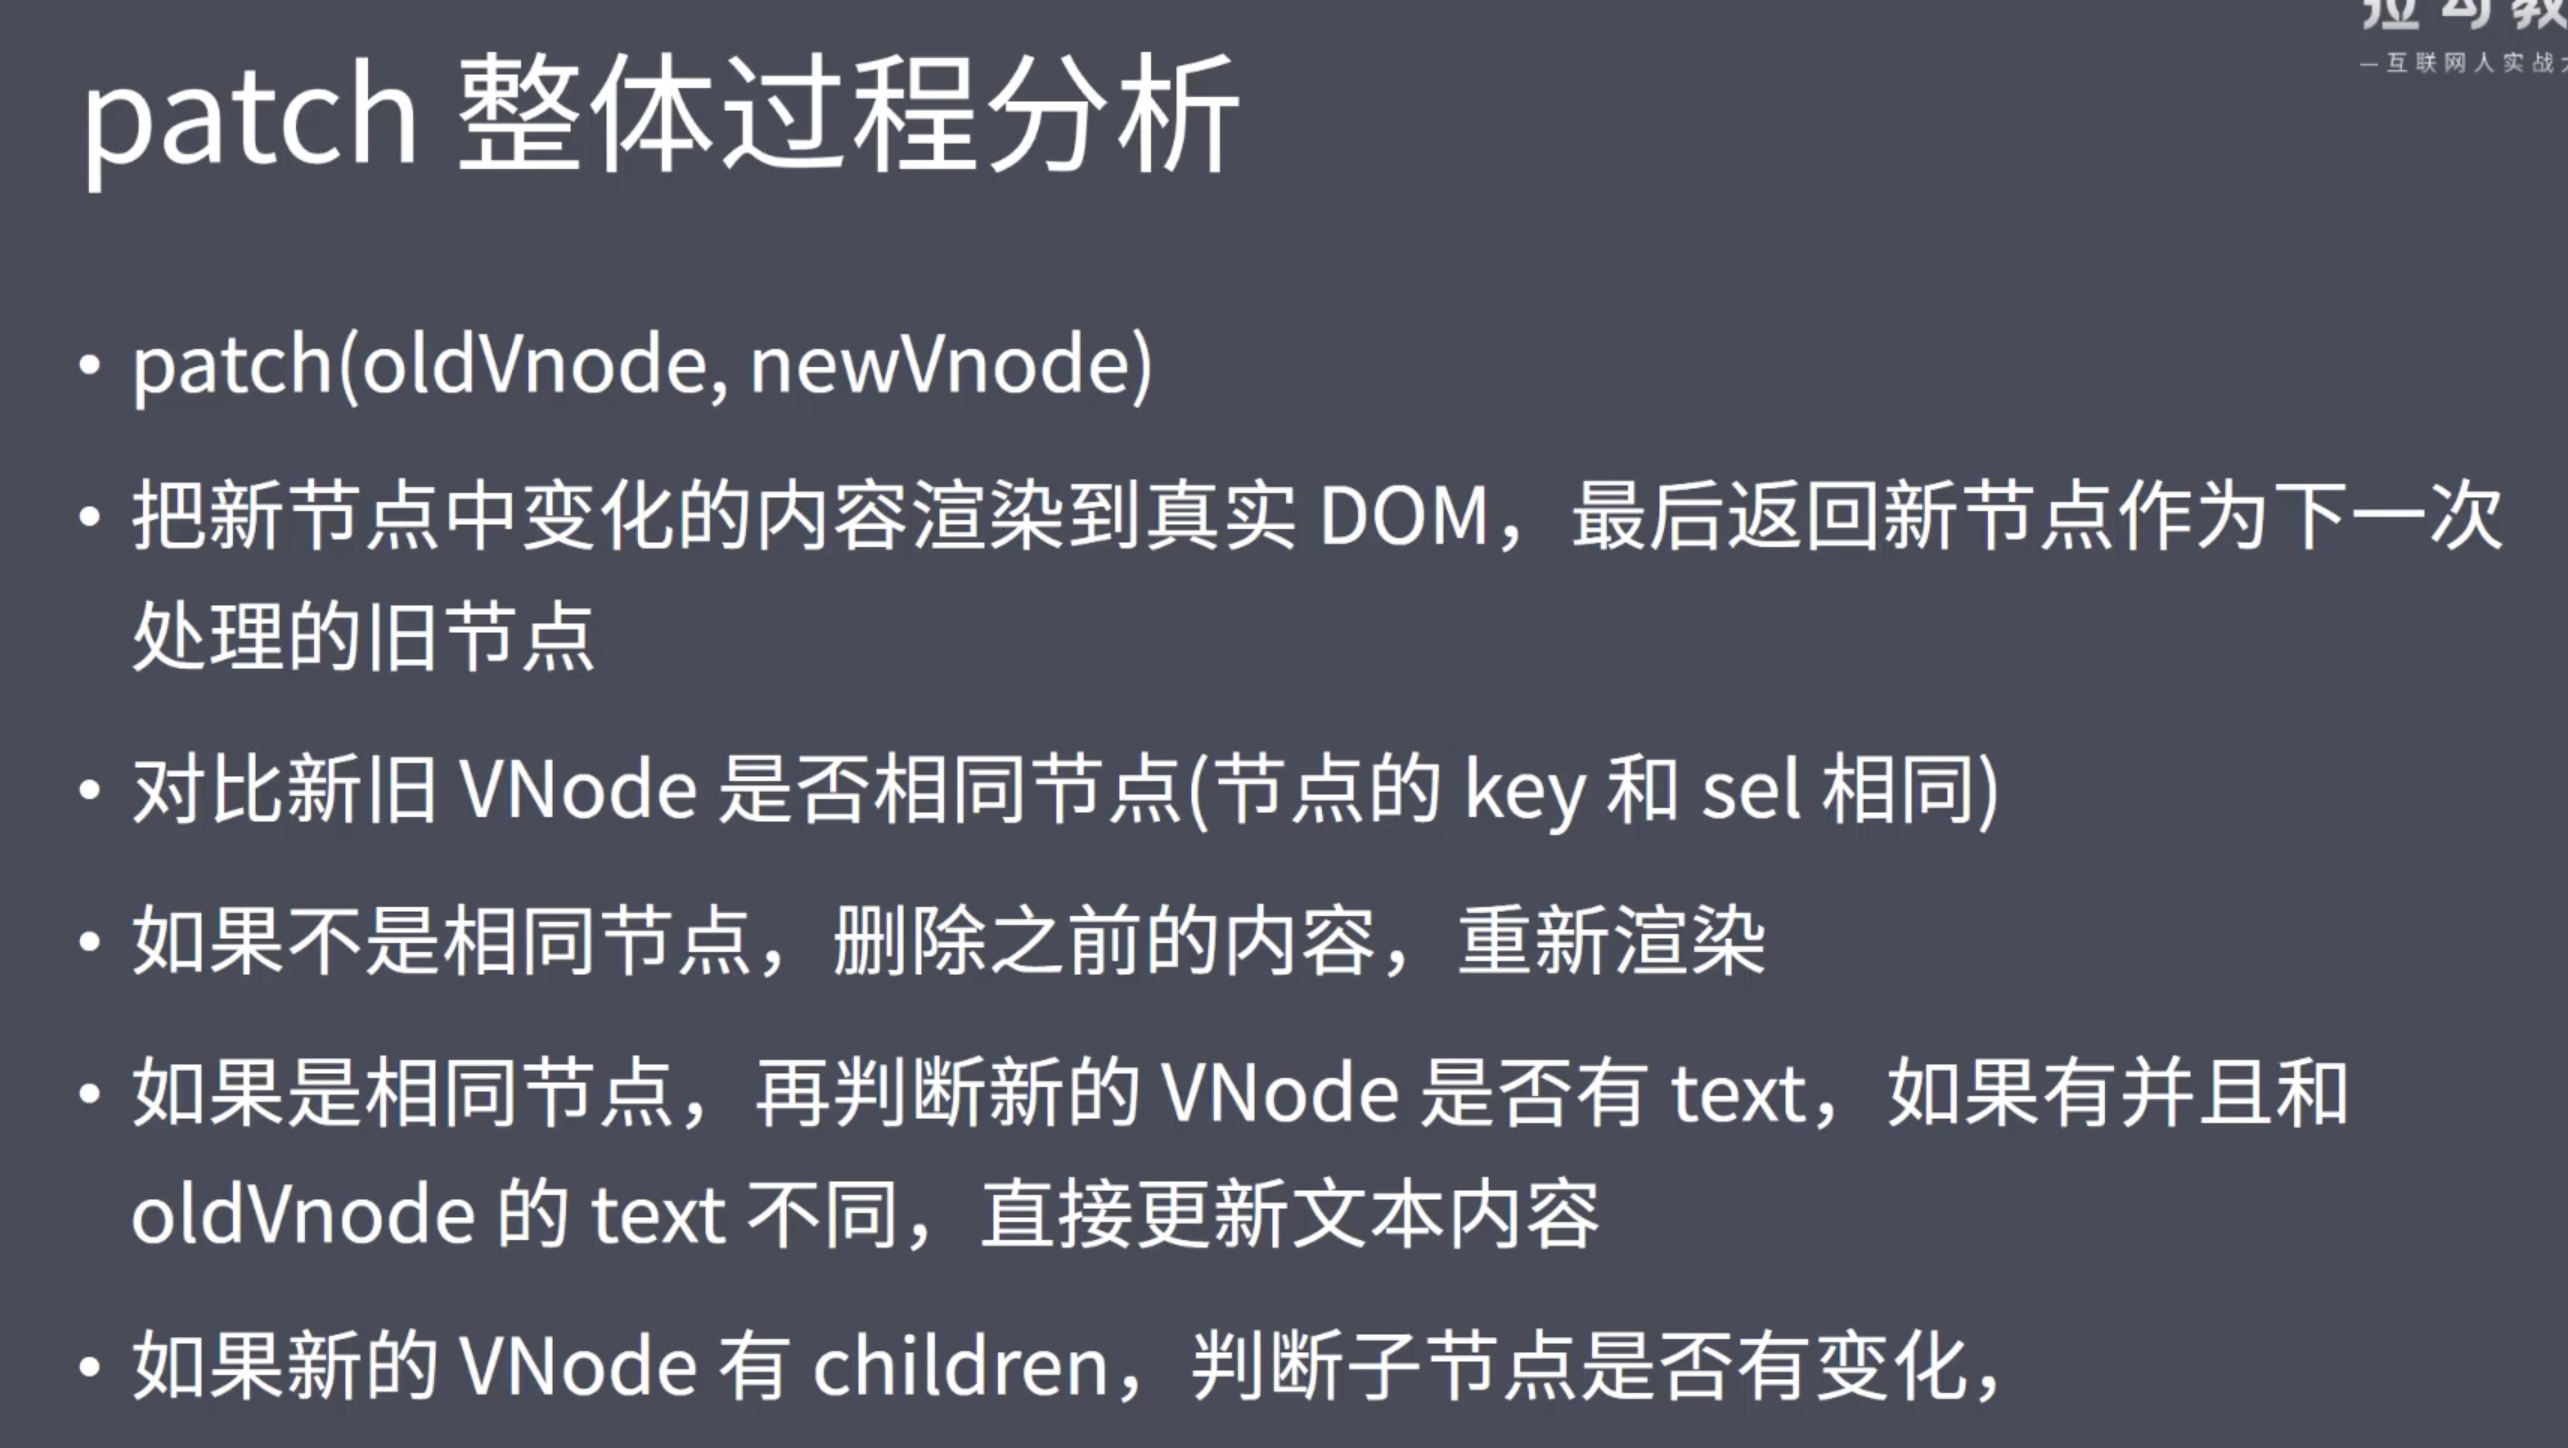 patch 整体过程分析
—互联网人实战
• patch(oldVnode, newVnode)
• 把新节点中变化的内容渲染到真实 DOM，最后返回新节点作为下一次
处理的旧节点
• 对比新旧 VNode 是否相同节点(节点的 key 和 sel 相同)
• 如果不是相同节点，删除之前的内容，重新渲染
• 如果是相同节点，再判断新的 VNode 是否有 text，如果有并且和
oldVnode 的 text 不同，直接更新文本内容
• 如果新的 VNode 有 children，判断子节点是否有变化，